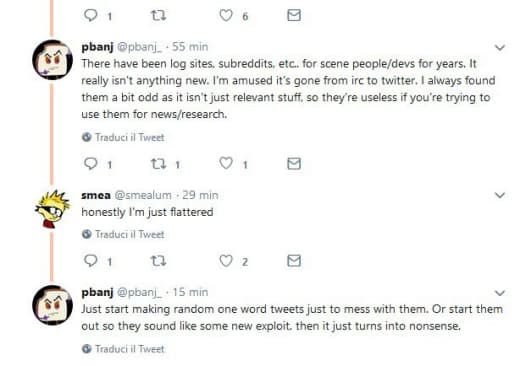 1 6
pbanj @pbanj_ · 55 min
There have been log sites, subreddits, etc.. for scene people/devs for years. It
really isn't anything new. I'm amused it's gone from irc to twitter. I always found
them a bit odd as it isn't just relevant stuff, so they're useless if you're trying to
use them for news/research.
Traduci il Tweet
1 1 1
smea @smealum · 29 min
honestly I'm just flattered
Traduci il Tweet
1 2
pbanj @pbanj_ · 15 min
Just start making random one word tweets just to mess with them. Or start them
out so they sound like some new exploit, then it just turns into nonsense.
Traduci il Tweet